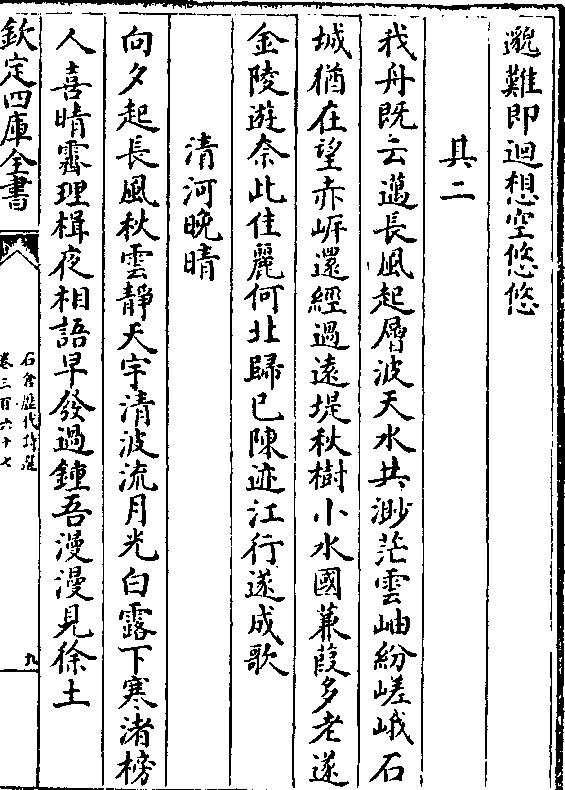 邈難即迴想空悠悠
其二
我舟既云邁長風起層波天水共渺茫雲岫紛嵯峨石
城猶在望赤㟁還經過遠堤秋樹小水國蒹葭多老遂
金陵遊奈此佳麗何北歸已陳迹江行遂成歌
清河晚晴
向夕起長風秋雲靜天宇清波流月光白露下寒渚榜
人喜晴霽理楫夜相語早發過鍾吾漫漫見徐土
欽定四庫全書
石倉歷代詩選
卷三百六十七
九